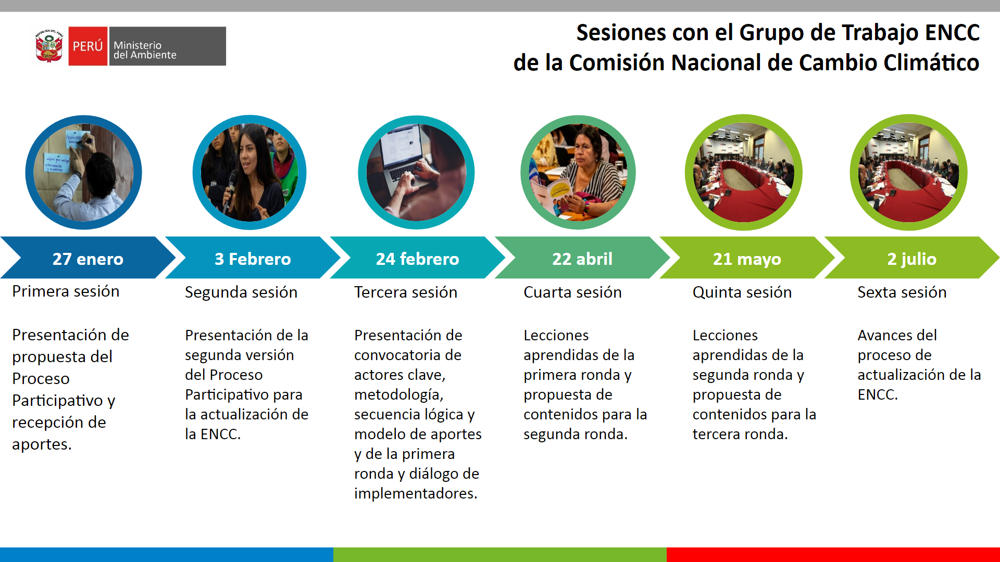 REPÚBLICA DEL PERÚ
PERÚ
Ministerio
del Ambiente
Sesiones con el Grupo de Trabajo ENCC
de la Comisión Nacional de Cambio Climático
27 enero
3 Febrero
24 febrero
22 abril
21 mayo
2 julio
Primera sesión
Presentación de
propuesta del
Proceso
Participativo y
recepción de
aportes.
Segunda sesión
Presentación de la
segunda versión
del Proceso
Participativo para
la actualización de
la ENCC.
Tercera sesión
Presentación de
convocatoria de
actores clave,
metodología,
secuencia lógica y
modelo de aportes
y de la primera
ronda y diálogo de
implementadores.
Cuarta sesión
Lecciones
aprendidas de la
primera ronda y
propuesta de
contenidos para la
segunda ronda.
Quinta sesión
Lecciones
aprendidas de la
segunda ronda y
propuesta de
contenidos para la
tercera ronda.
Sexta sesión
Avances del
proceso de
actualización de la
ENCC.